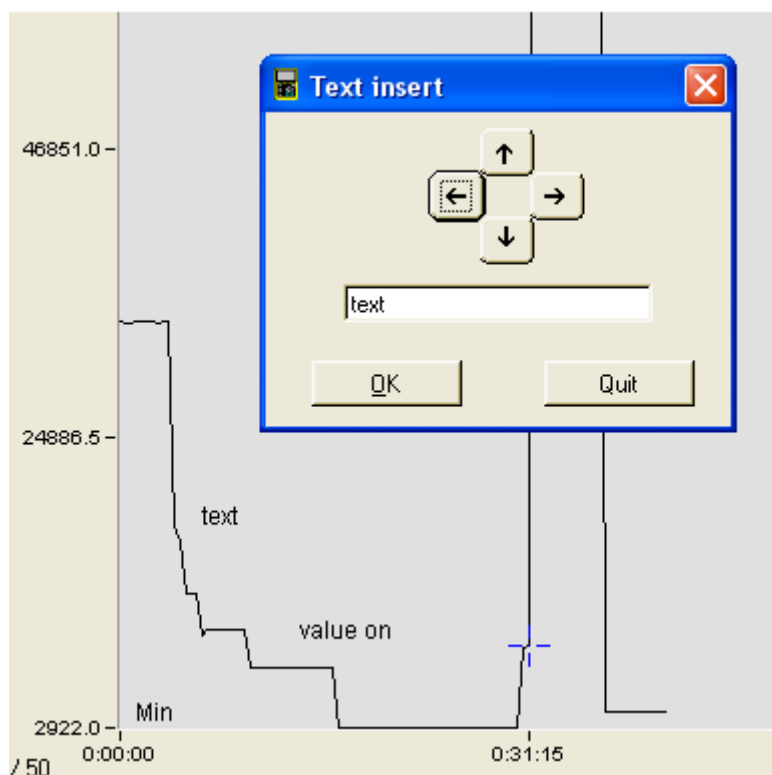 Text insert
46851.0
text
OK
Quit
24886.5
text
value on
Min
2922.0
0:00:00
0:31:15
/ 50